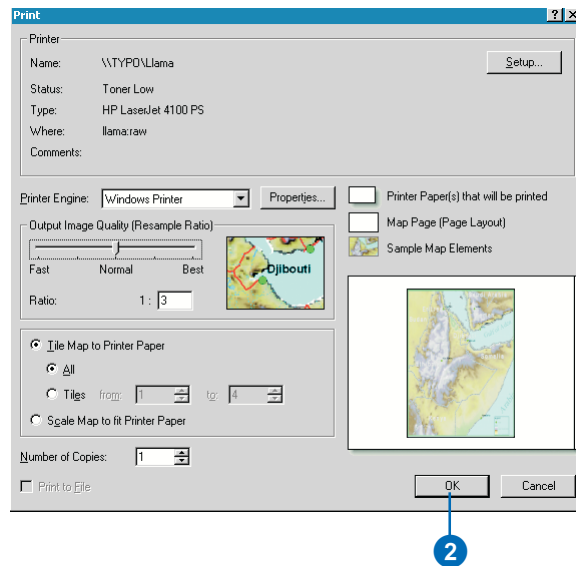 Print
Printer
Name: \\TYPO\Llama
Setup...
Status: Toner Low
Type: HP LaserJet 4100 PS
Where: llama:raw
Comments:
Printer Engine: Windows Printer
Properties...
Printer Paper(s) that will be printed
Map Page (Page Layout)
Sample Map Elements
Output Image Quality (Resample Ratio)
Fast Normal Best
Ratio: 1 : 3
Djibouti
Tile Map to Printer Paper
All
Tiles from: 1 to: 4
Scale Map to fit Printer Paper
Number of Copies: 1
Print to File
OK
Cancel
2